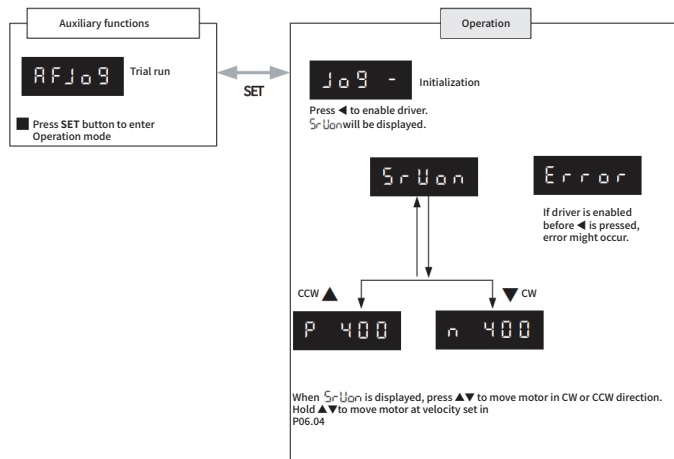 Auxiliary functions
AFJog
Trial run
Press SET button to enter
Operation mode
SET
Operation
Jog -
Initialization
Press ◀ to enable driver.
SrUon will be displayed.
SrUon
Error
If driver is enabled
before ◀ is pressed,
error might occur.
CCW ▲
▼ CW
P 400
n 400
When SrUon is displayed, press ▲▼ to move motor in CW or CCW direction.
Hold ▲▼to move motor at velocity set in
P06.04